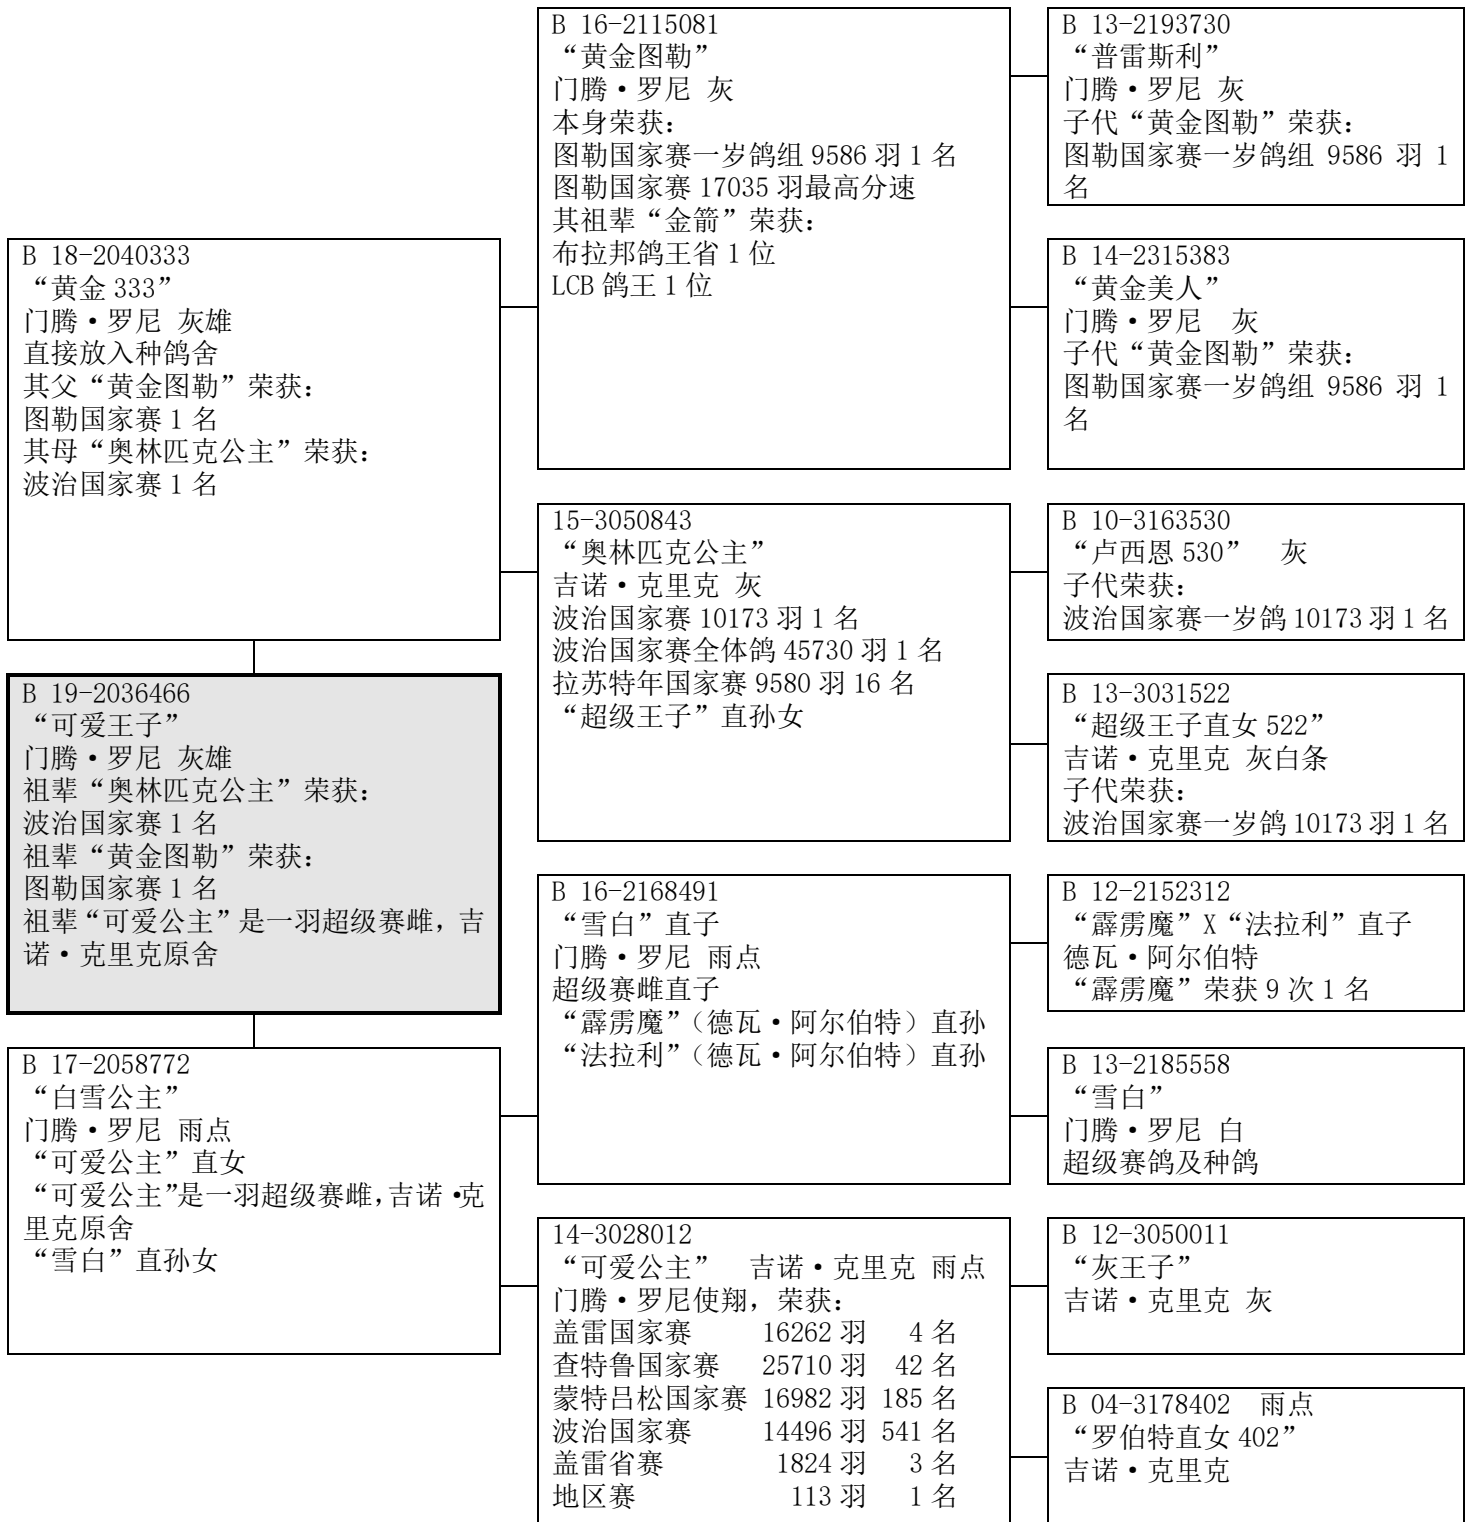 B 18-2040333
“黄金 333”
门腾·罗尼 灰雄
直接放入种鸽舍
其父“黄金图勒”荣获：
图勒国家赛 1 名
其母“奥林匹克公主”荣获：
波治国家赛 1 名
B 19-2036466
“可爱王子”
门腾·罗尼 灰雄
祖辈“奥林匹克公主”荣获：
波治国家赛 1 名
祖辈“黄金图勒”荣获：
图勒国家赛 1 名
祖辈“可爱公主”是一羽超级赛雌，吉
诺·克里克原舍
B 17-2058772
“白雪公主”
门腾·罗尼 雨点
“可爱公主”直女
“可爱公主”是一羽超级赛雌，吉诺·克
里克原舍
“雪白”直孙女
B 16-2115081
“黄金图勒”
门腾·罗尼 灰
本身荣获：
图勒国家赛一岁鸽组 9586 羽 1 名
图勒国家赛 17035 羽最高分速
其祖辈“金箭”荣获：
布拉邦鸽王省 1 位
LCB 鸽王 1 位
15-3050843
“奥林匹克公主”
吉诺·克里克 灰
波治国家赛 10173 羽 1 名
波治国家赛全体鸽 45730 羽 1 名
拉苏特年国家赛 9580 羽 16 名
“超级王子”直孙女
B 16-2168491
“雪白”直子
门腾·罗尼 雨点
超级赛雌直子
“霹雳魔”（德瓦·阿尔伯特）直孙
“法拉利”（德瓦·阿尔伯特）直孙
14-3028012
“可爱公主” 吉诺·克里克 雨点
门腾·罗尼使翔，荣获：
盖雷国家赛 16262 羽 4 名
查特鲁国家赛 25710 羽 42 名
蒙特吕松国家赛 16982 羽 185 名
波治国家赛 14496 羽 541 名
盖雷省赛 1824 羽 3 名
地区赛 113 羽 1 名
B 13-2193730
“普雷斯利”
门腾·罗尼 灰
子代“黄金图勒”荣获：
图勒国家赛一岁鸽组 9586 羽 1
名
B 14-2315383
“黄金美人”
门腾·罗尼 灰
子代“黄金图勒”荣获：
图勒国家赛一岁鸽组 9586 羽 1
名
B 10-3163530
“卢西恩 530” 灰
子代荣获：
波治国家赛一岁鸽 10173 羽 1 名
B 13-3031522
“超级王子直女 522”
吉诺·克里克 灰白条
子代荣获：
波治国家赛一岁鸽 10173 羽 1 名
B 12-2152312
“霹雳魔”X“法拉利”直子
德瓦·阿尔伯特
“霹雳魔”荣获 9 次 1 名
B 13-2185558
“雪白”
门腾·罗尼 白
超级赛鸽及种鸽
B 12-3050011
“灰王子”
吉诺·克里克 灰
B 04-3178402 雨点
“罗伯特直女 402”
吉诺·克里克